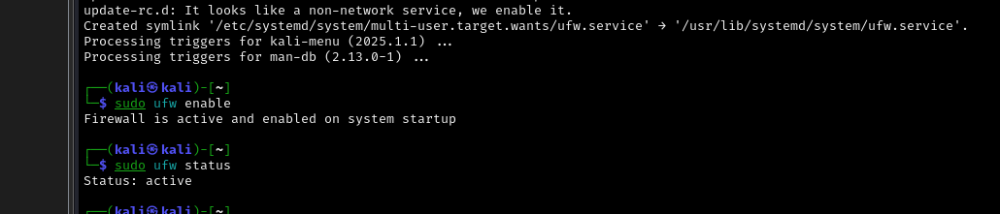 update-rc.d: It looks like a non-network service, we enable it.
Created symlink '/etc/systemd/system/multi-user.target.wants/ufw.service' → '/usr/lib/systemd/system/ufw.service'.
Processing triggers for kali-menu (2025.1.1) ...
Processing triggers for man-db (2.13.0-1) ...
┌──(kali㉿kali)-[~]
└─$ sudo ufw enable
Firewall is active and enabled on system startup
┌──(kali㉿kali)-[~]
└─$ sudo ufw status
Status: active
┌──(kali㉿kali)-[~]